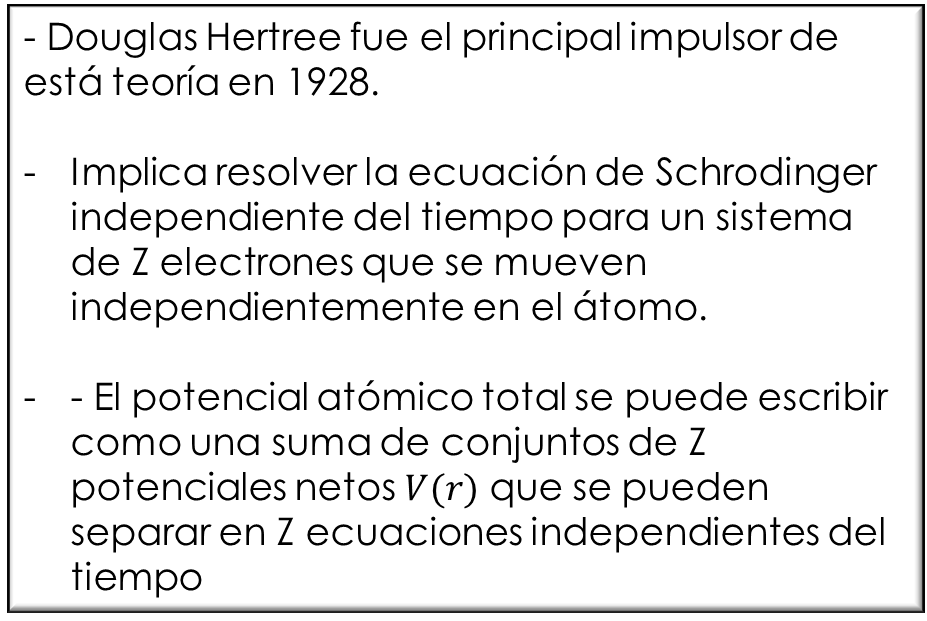 - Douglas Hertree fue el principal impulsor de
está teoría en 1928.
- Implica resolver la ecuación de Schrodinger
independiente del tiempo para un sistema
de Z electrones que se mueven
independientemente en el átomo.
- - El potencial atómico total se puede escribir
como una suma de conjuntos de Z
potenciales netos V(r) que se pueden
separar en Z ecuaciones independientes del
tiempo